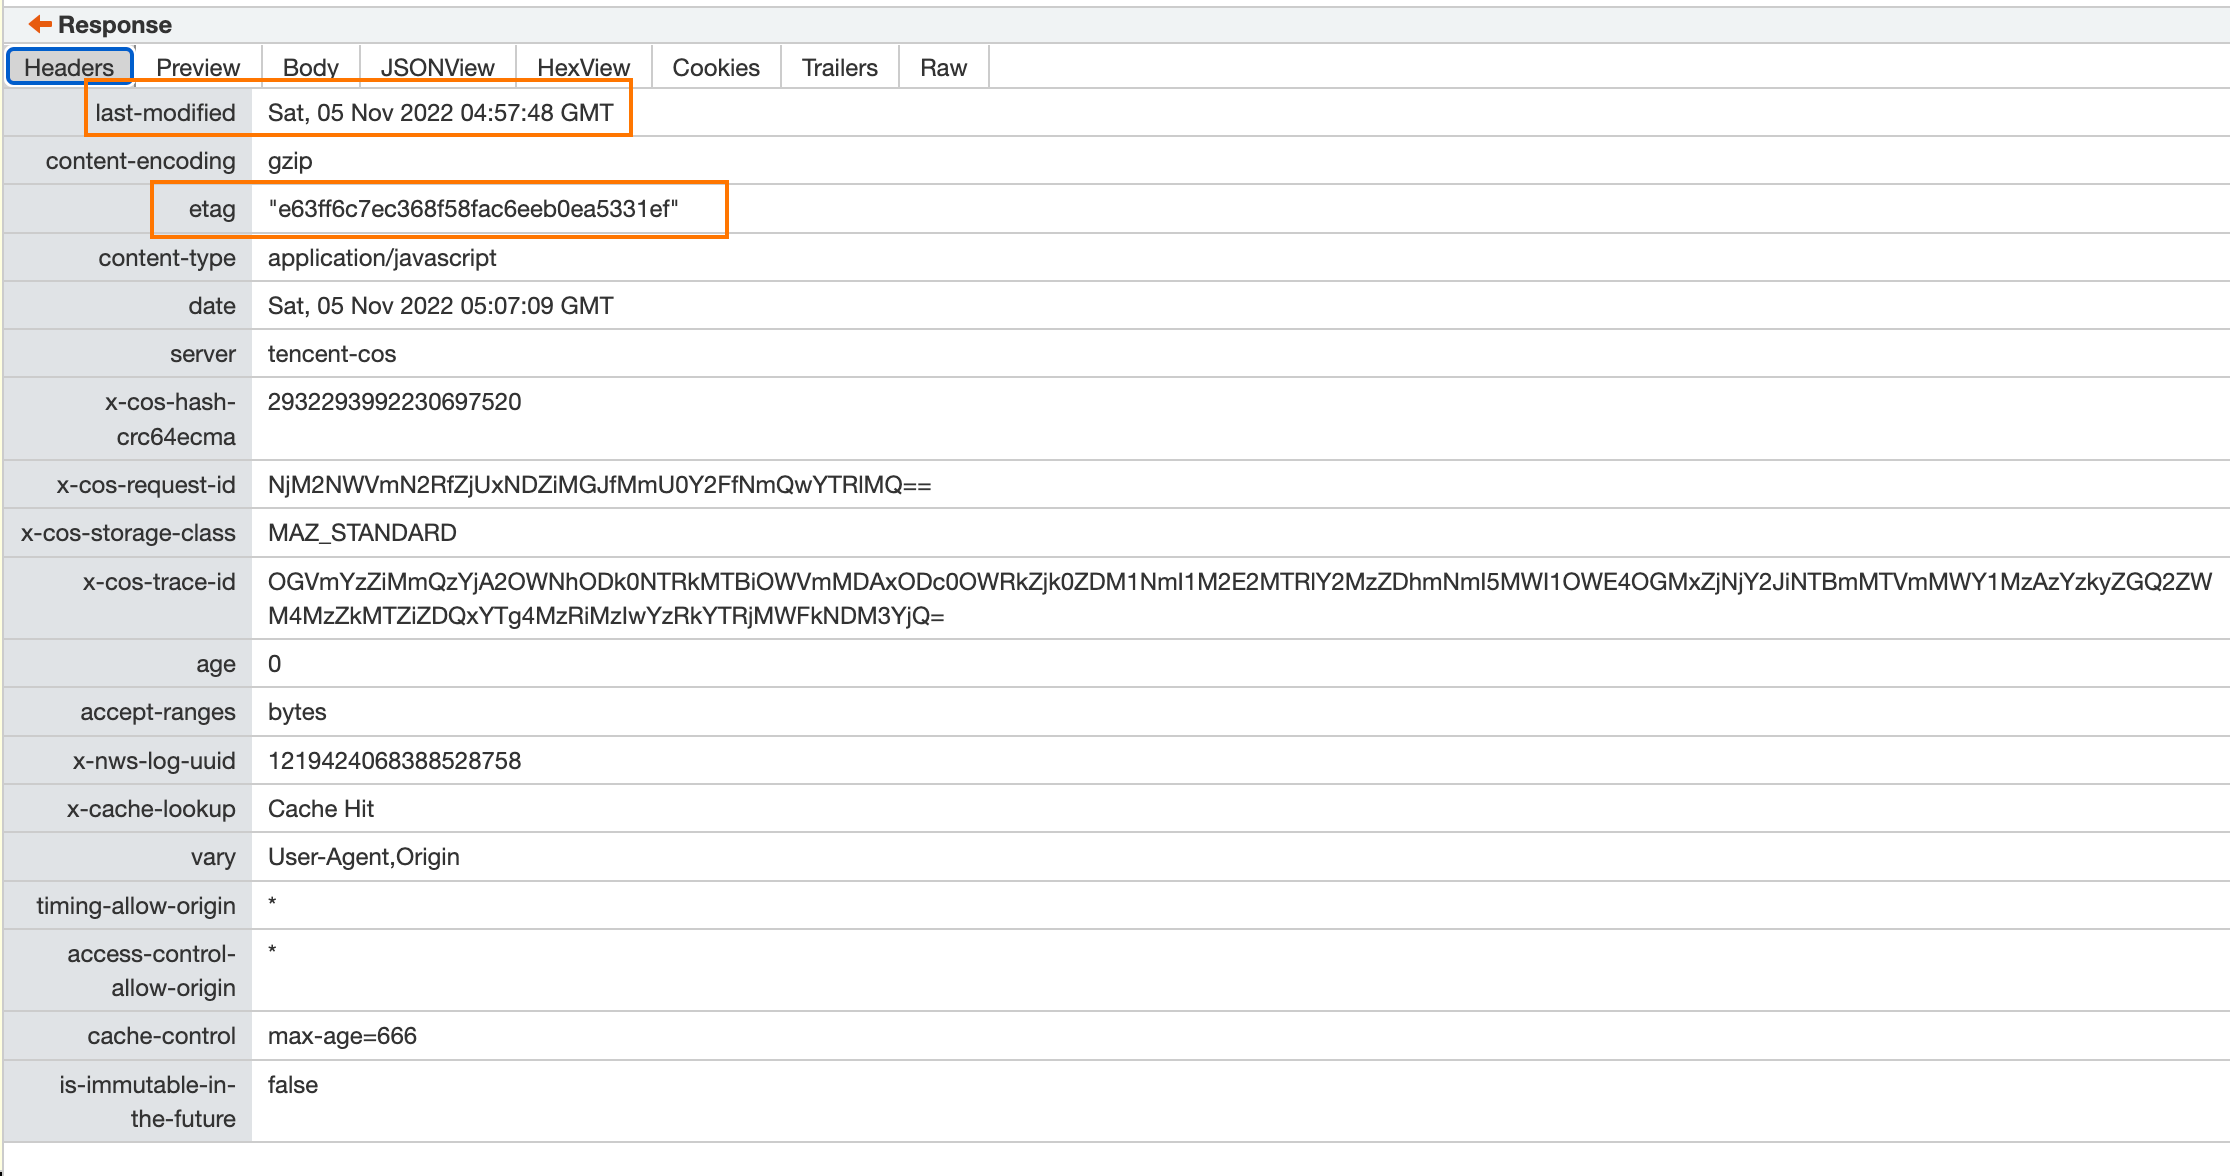 Response
Headers Preview Body JSONView HexView Cookies Trailers Raw
last-modified Sat, 05 Nov 2022 04:57:48 GMT
content-encoding gzip
etag "e63ff6c7ec368f58fac6eeb0ea5331ef"
content-type application/javascript
date Sat, 05 Nov 2022 05:07:09 GMT
server tencent-cos
x-cos-hash- 2932293992230697520
crc64ecma
x-cos-request-id NjM2NWVmN2RfZjUxNDZiMGJfMmU0Y2FfNmQwYTRlMQ==
x-cos-storage-class MAZ_STANDARD
x-cos-trace-id OGVmYzZiMmQzYjA2OWNhODk0NTRkMTBiOWVmMDAxODc0OWRkZjk0ZDM1NmI1M2E2MTRlY2MzZDhmNmI5MWI1OWE4OGMxZjNjY2JiNTBmMTVmMWY1MzAzYzkyZGQ2ZW
M4MzZkMTZiZDQxYTg4MzRiMzIwYzRkYTRjMWFkNDM3YjQ=
age 0
accept-ranges bytes
x-nws-log-uuid 1219424068388528758
x-cache-lookup Cache Hit
vary User-Agent,Origin
timing-allow-origin *
access-control- *
allow-origin
cache-control max-age=666
is-immutable-in- false
the-future